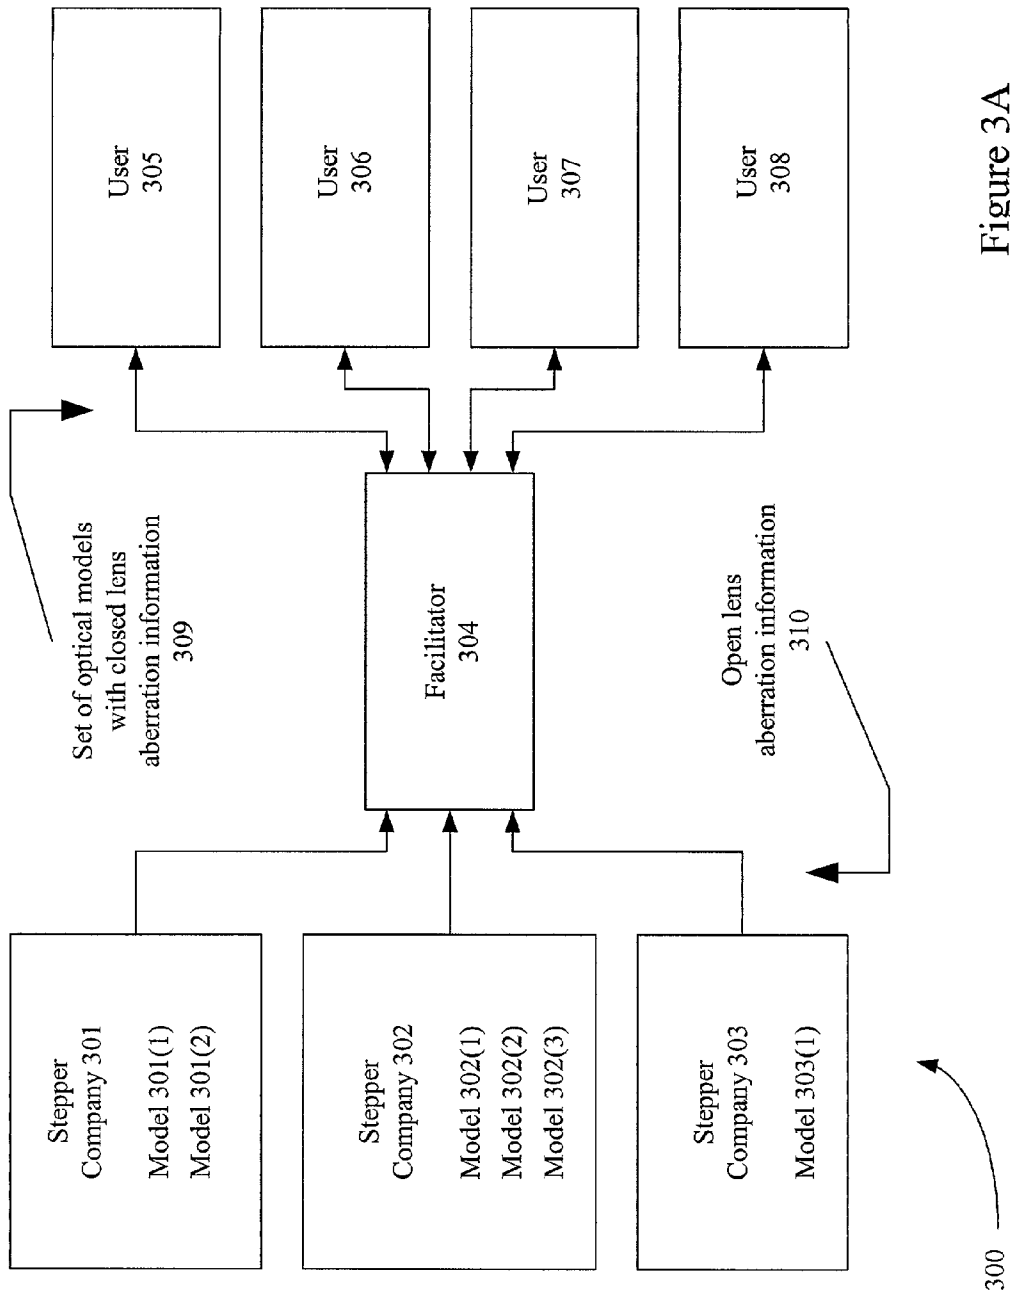 Stepper
Company 301
Model 301(1)
Model 301(2)
Stepper
Company 302
Model 302(1)
Model 302(2)
Model 302(3)
Stepper
Company 303
Model 303(1)
Set of optical models
with closed lens
aberration information
309
Facilitator
304
Open lens
aberration information
310
User
305
User
306
User
307
User
308
300
Figure 3A